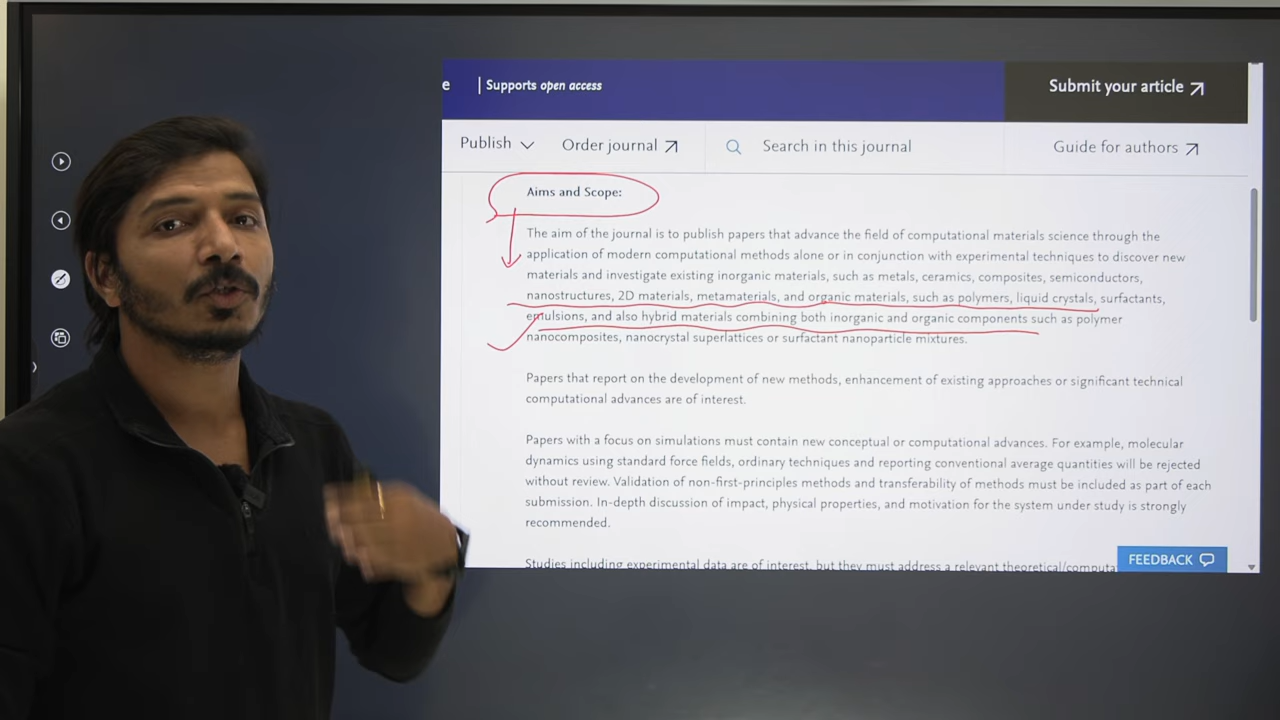 e | Supports open access
Submit your article
Publish
Order journal
Search in this journal
Guide for authors
Aims and Scope:
The aim of the journal is to publish papers that advance the field of computational materials science through the
application of modern computational methods alone or in conjunction with experimental techniques to discover new
materials and investigate existing inorganic materials, such as metals, ceramics, composites, semiconductors,
nanostructures, 2D materials, metamaterials, and organic materials, such as polymers, liquid crystals, surfactants,
emulsions, and also hybrid materials combining both inorganic and organic components such as polymer
nanocomposites, nanocrystal superlattices or surfactant nanoparticle mixtures.
Papers that report on the development of new methods, enhancement of existing approaches or significant technical
computational advances are of interest.
Papers with a focus on simulations must contain new conceptual or computational advances. For example, molecular
dynamics using standard force fields, ordinary techniques and reporting conventional average quantities will be rejected
without review. Validation of non-first-principles methods and transferability of methods must be included as part of each
submission. In-depth discussion of impact, physical properties, and motivation for the system under study is strongly
recommended.
Studies including experimental data are of interest, but they must address a relevant theoretical/computa
FEEDBACK